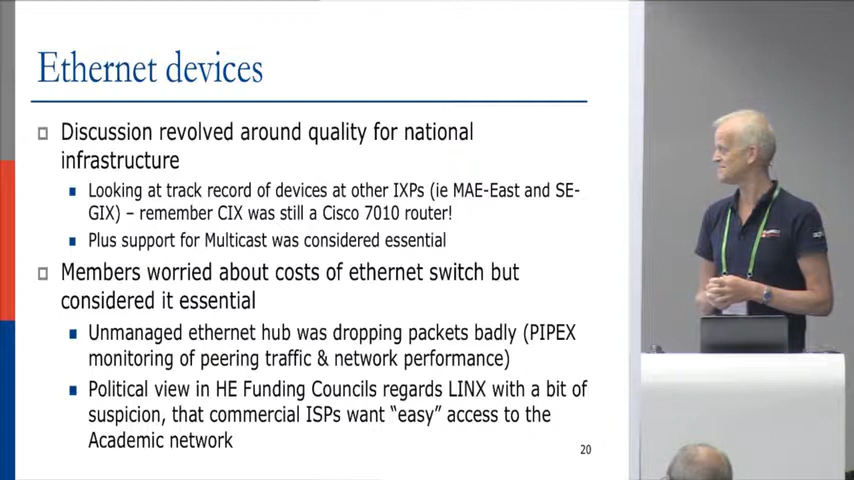 Ethernet devices
Discussion revolved around quality for national
infrastructure
Looking at track record of devices at other IXPs (ie MAE-East and SE-
GIX) – remember CIX was still a Cisco 7010 router!
Plus support for Multicast was considered essential
Members worried about costs of ethernet switch but
considered it essential
Unmanaged ethernet hub was dropping packets badly (PIPEX
monitoring of peering traffic & network performance)
Political view in HE Funding Councils regards LINX with a bit of
suspicion, that commercial ISPs want “easy” access to the
Academic network
20